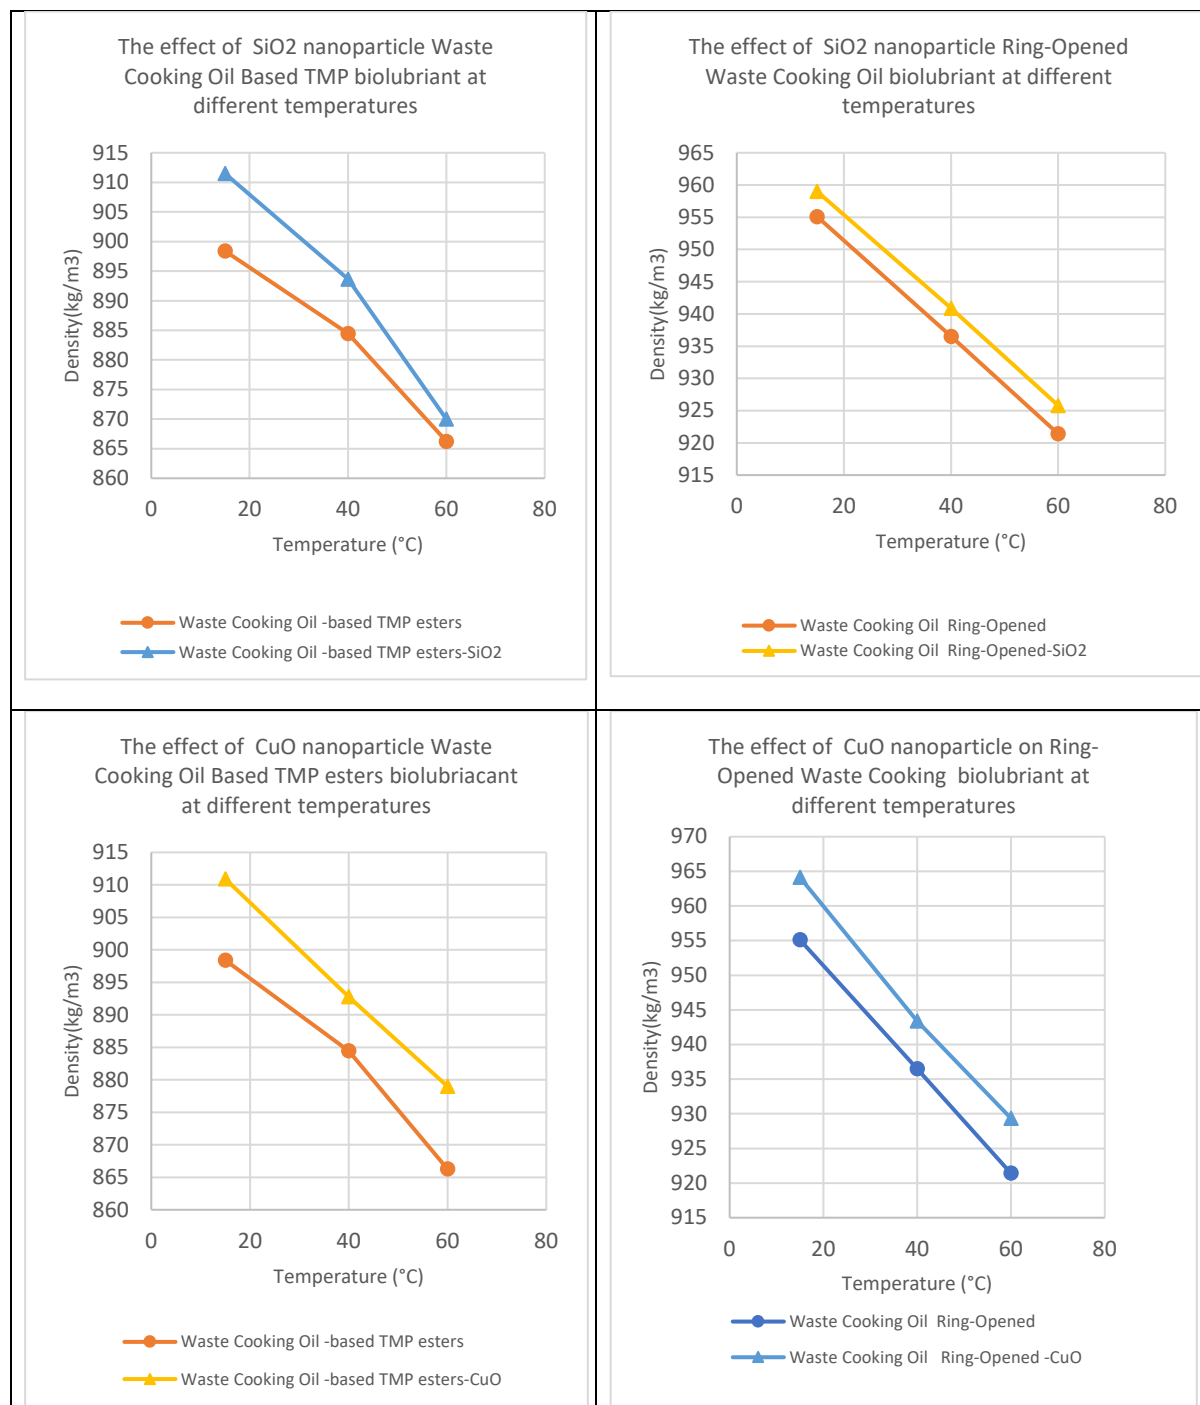 The effect of SiO2 nanoparticle Waste
Cooking Oil Based TMP biolubriant at
different temperatures
915
910
905
900
895
890
885
880
875
870
865
860
Density(kg/m3)
0 20 40 60 80
Temperature (°C)
Waste Cooking Oil -based TMP esters
Waste Cooking Oil -based TMP esters-SiO2
The effect of SiO2 nanoparticle Ring-Opened
Waste Cooking Oil biolubriant at different
temperatures
965
960
955
950
945
940
935
930
925
920
915
Density(kg/m3)
0 20 40 60 80
Temperature (°C)
Waste Cooking Oil Ring-Opened
Waste Cooking Oil Ring-Opened-SiO2
The effect of CuO nanoparticle Waste
Cooking Oil Based TMP esters biolubriacant
at different temperatures
915
910
905
900
895
890
885
880
875
870
865
860
Density(kg/m3)
0 20 40 60 80
Temperature (°C)
Waste Cooking Oil -based TMP esters
Waste Cooking Oil -based TMP esters-CuO
The effect of CuO nanoparticle on Ring-
Opened Waste Cooking biolubriant at
different temperatures
970
965
960
955
950
945
940
935
930
925
920
915
Density(kg/m3)
0 20 40 60 80
Temperature (°C)
Waste Cooking Oil Ring-Opened
Waste Cooking Oil Ring-Opened -CuO